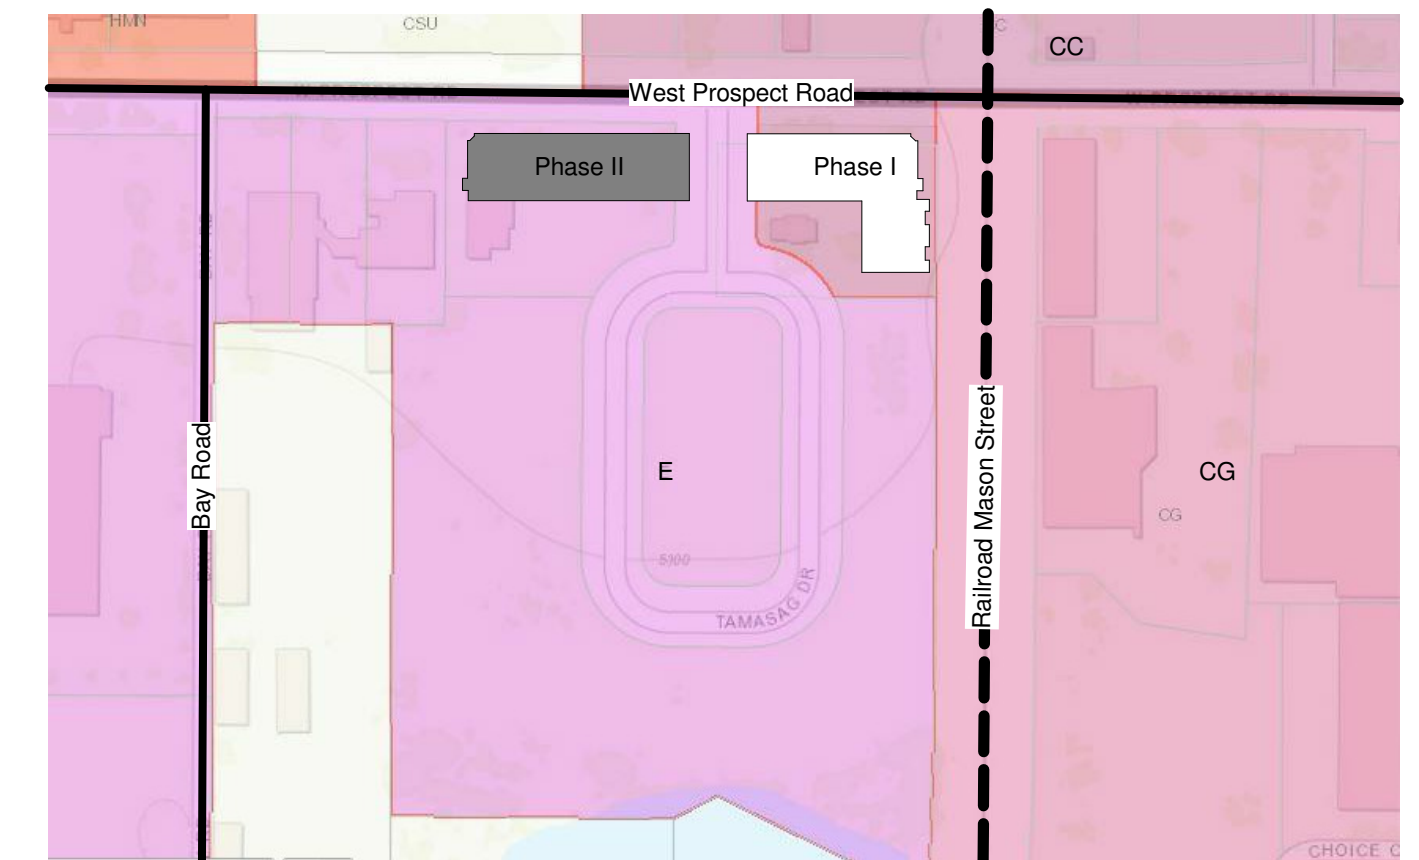 HMN
CSU
C
CC
West Prospect Road
Phase II
Phase I
Bay Road
Railroad Mason Street
E
CG
CG
5100
TAMASAG DR
CHOICE C